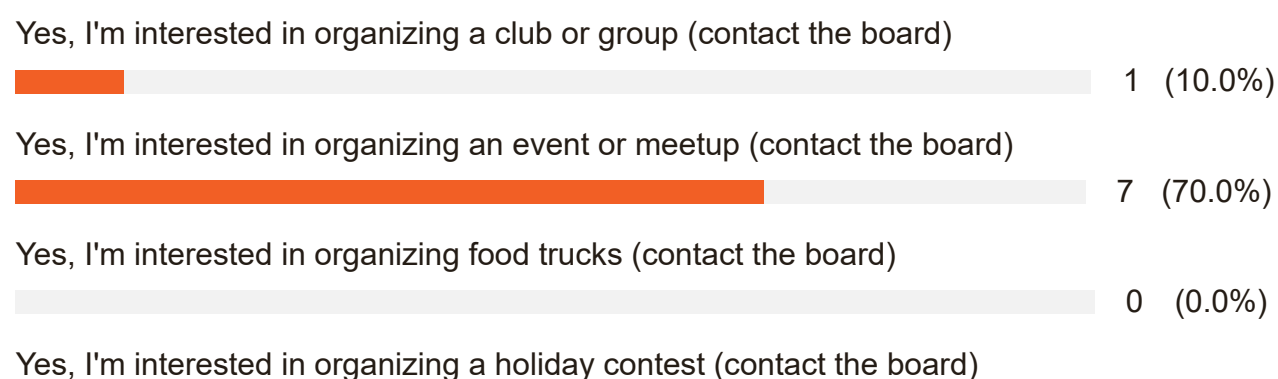 Yes, I'm interested in organizing a club or group (contact the board)
1 (10.0%)
Yes, I'm interested in organizing an event or meetup (contact the board)
7 (70.0%)
Yes, I'm interested in organizing food trucks (contact the board)
0 (0.0%)
Yes, I'm interested in organizing a holiday contest (contact the board)